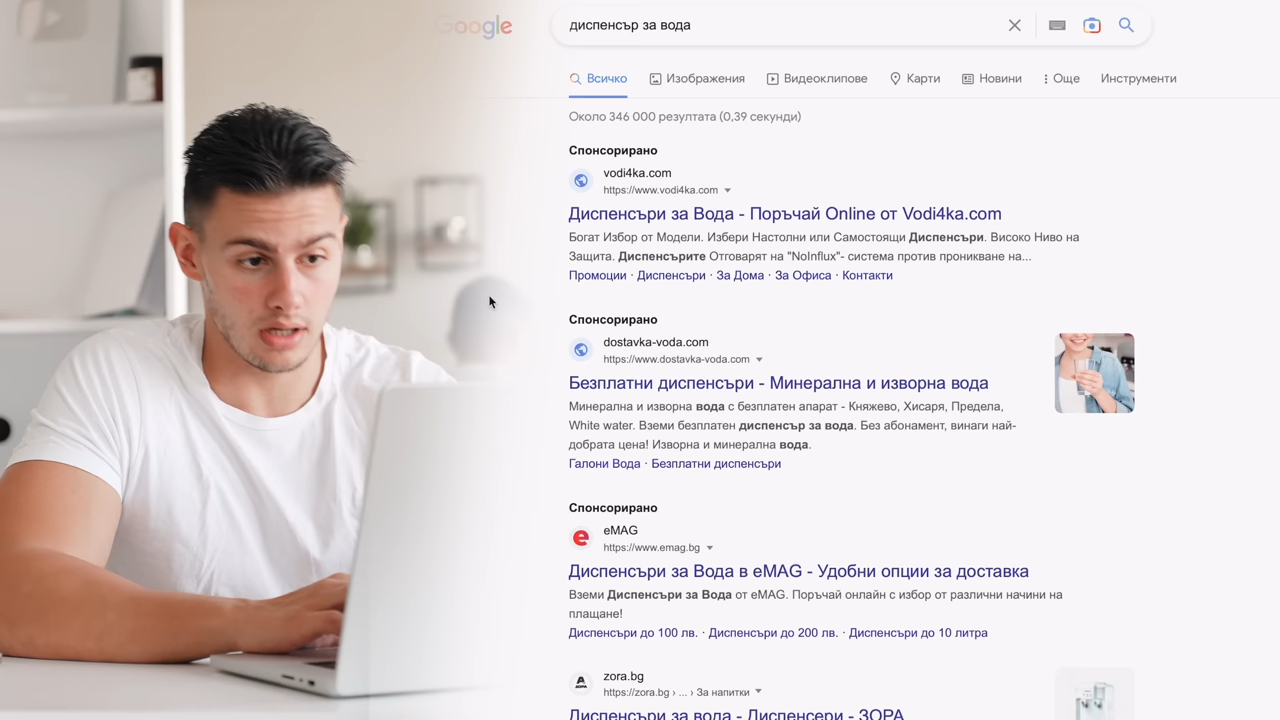 Google
диспенсър за вода
Всичко Изображения Видеоклипове Карти Новини Още Инструменти
Около 346 000 резултата (0,39 секунди)
Спонсорирано
vodi4ka.com
https://www.vodi4ka.com
Диспенсъри за Вода - Поръчай Online от Vodi4ka.com
Богат Избор от Модели. Избери Настолни или Самостоящи Диспенсъри. Високо Ниво на
Защита. Диспенсърите Отговарят на "NoInflux"- система против проникване на...
Промоции · Диспенсъри · За Дома · За Офиса · Контакти
Спонсорирано
dostavka-voda.com
https://www.dostavka-voda.com
Безплатни диспенсъри - Минерална и изворна вода
Минерална и изворна вода с безплатен апарат - Княжево, Хисаря, Предела,
White water. Вземи безплатен диспенсър за вода. Без абонамент, винаги най-
добрата цена! Изворна и минерална вода.
Галони Вода · Безплатни диспенсъри
Спонсорирано
eMAG
https://www.emag.bg
Диспенсъри за Вода в eMAG - Удобни опции за доставка
Вземи Диспенсъри за Вода от eMAG. Поръчай онлайн с избор от различни начини на
плащане!
Диспенсъри до 100 лв. · Диспенсъри до 200 лв. · Диспенсъри до 10 литра
zora.bg
https://zora.bg › ... › За напитки
Диспенсъри за вода - Диспенсери - ЗОРА